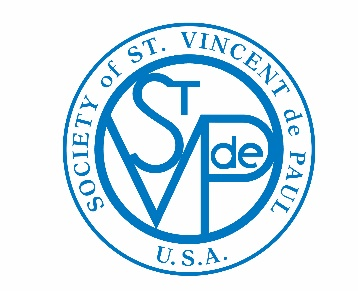 SOCIETY of ST. VINCENT de PAUL
ST
V
de
P
U.S.A.